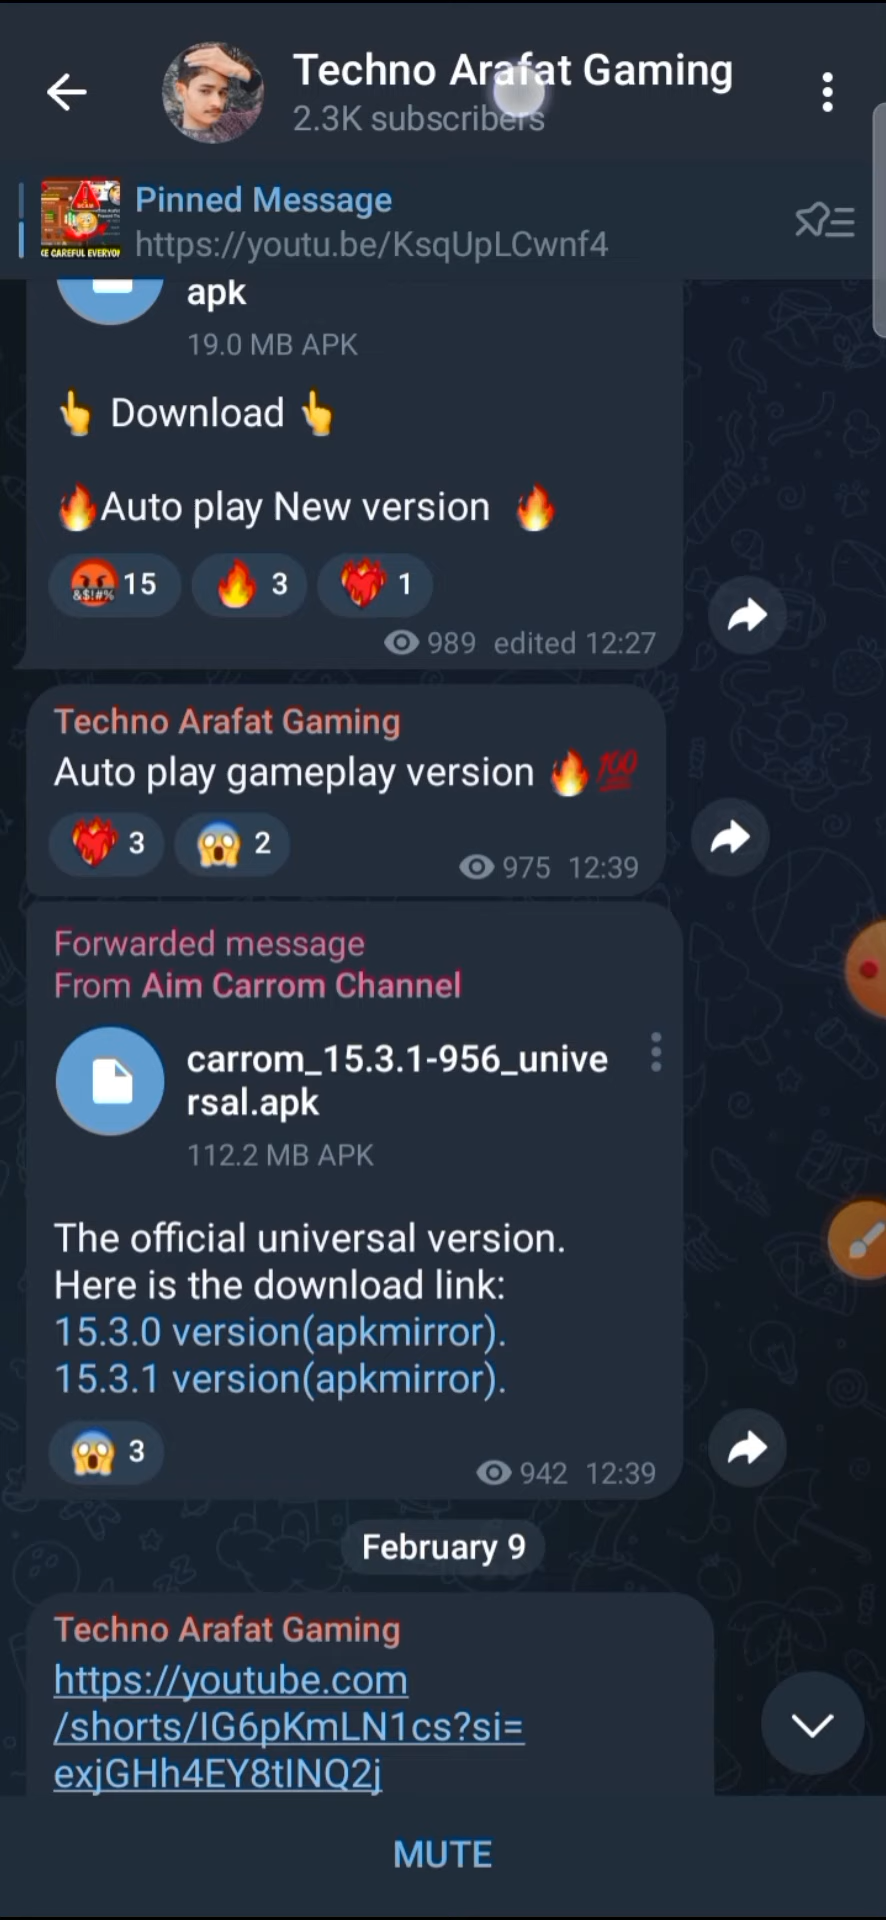 Techno Arafat Gaming
2.3K subscribers
Pinned Message
https://youtu.be/KsqUpLCwnf4
CE CAREFUL EVERYON
apk
19.0 MB APK
👆 Download 👆
🔥Auto play New version 🔥
🤬 15 🔥 3 ❤️‍🔥 1
989 edited 12:27
Techno Arafat Gaming
Auto play gameplay version 🔥💯
❤️‍🔥 3 😱 2
975 12:39
Forwarded message
From Aim Carrom Channel
carrom_15.3.1-956_unive
rsal.apk
112.2 MB APK
The official universal version.
Here is the download link:
15.3.0 version(apkmirror).
15.3.1 version(apkmirror).
😱 3
942 12:39
February 9
Techno Arafat Gaming
https://youtube.com
/shorts/IG6pKmLN1cs?si=
exjGHh4EY8tINQ2j
MUTE